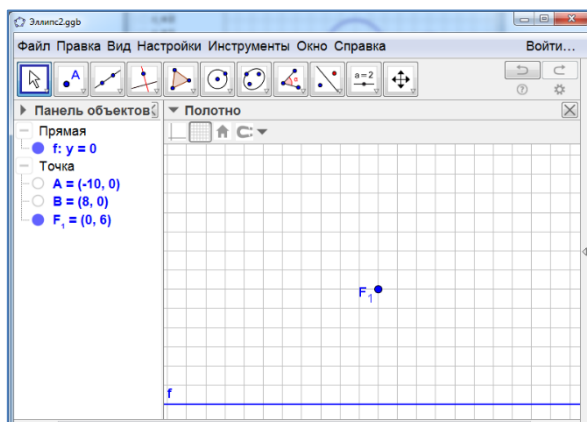 Эллипс2.ggb
Файл Правка Вид Настройки Инструменты Окно Справка Войти...
A
a=2
Панель объектов
Полотно
Прямая
f: y = 0
Точка
A = (-10, 0)
B = (8, 0)
F₁ = (0, 6)
F₁
f